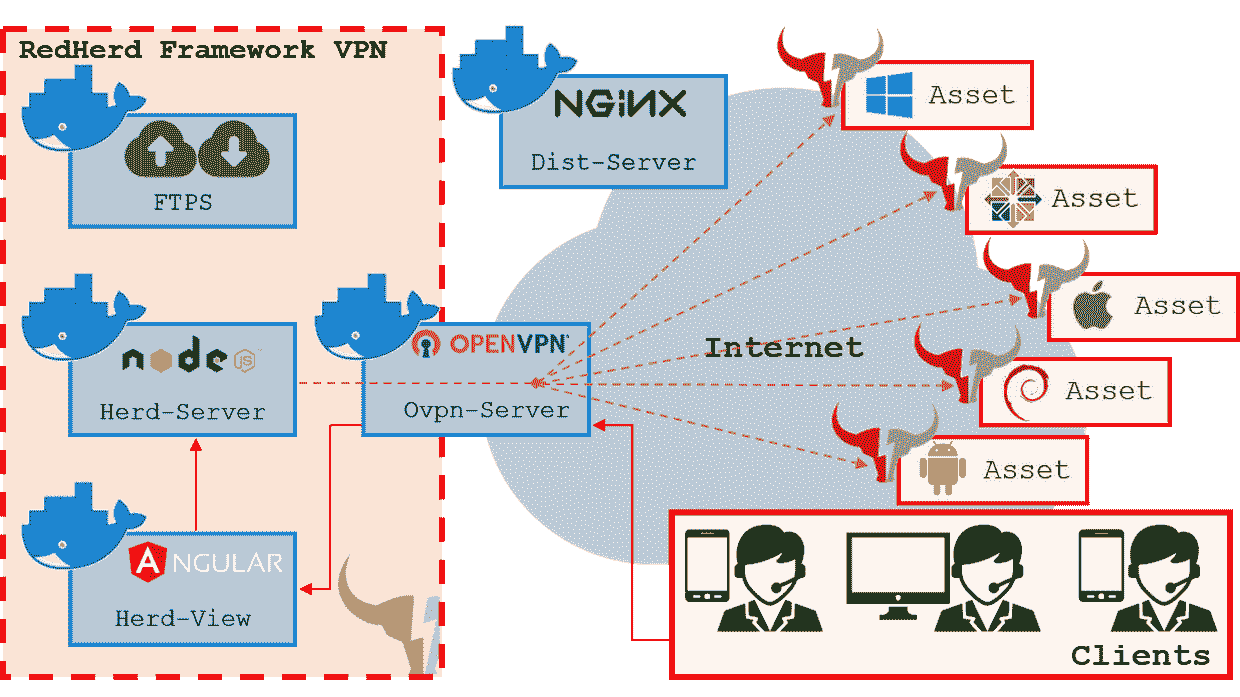 RedHerd Framework VPN
FTPS
NGiNX
Dist-Server
Asset
Asset
Asset
Asset
Asset
Internet
node
JS
Herd-Server
OPENVPN
Ovpn-Server
ANGULAR
Herd-View
Clients